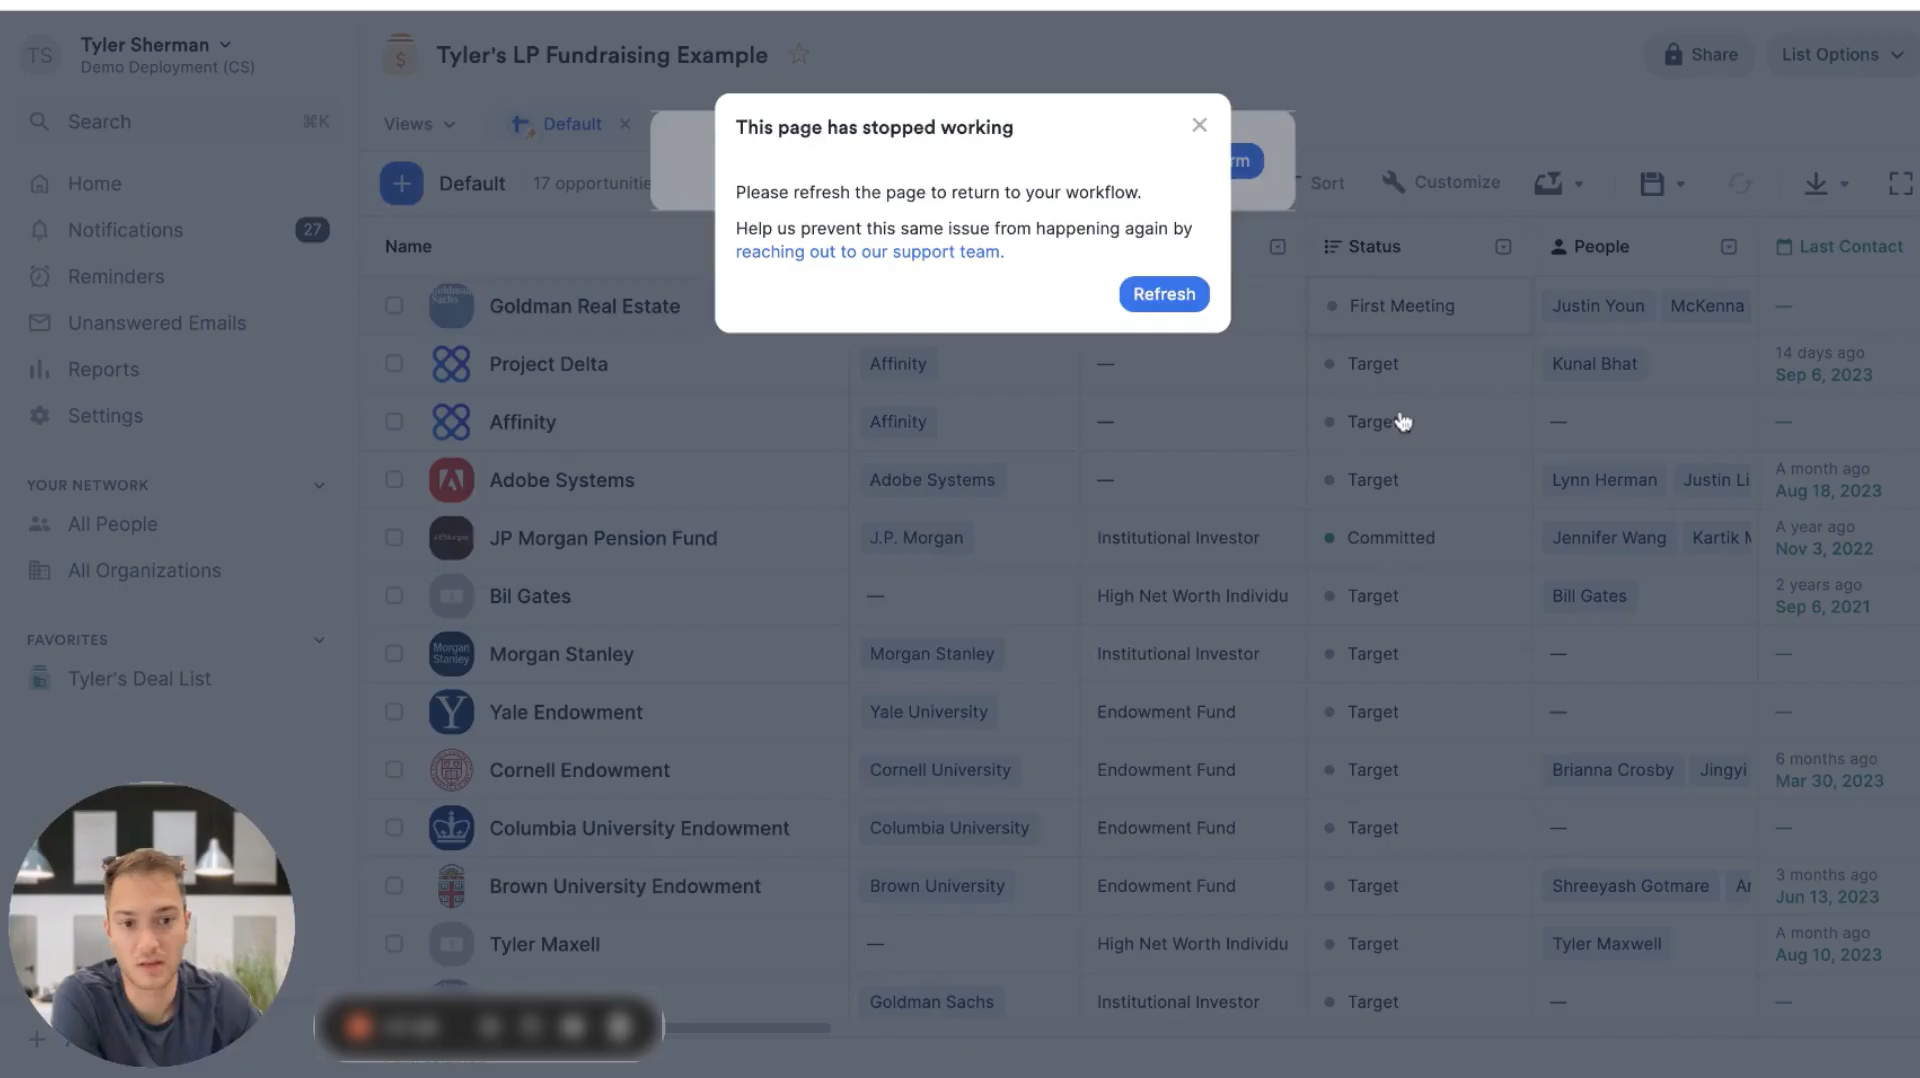 TS
Tyler Sherman
Demo Deployment (CS)
Search
⌘K
Home
Notifications
27
Reminders
Unanswered Emails
Reports
Settings
YOUR NETWORK
All People
All Organizations
FAVORITES
Tyler's Deal List
Tyler's LP Fundraising Example
Share
List Options
Views
Default
Default
17 opportunitie
rm
Sort
Customize
This page has stopped working
Please refresh the page to return to your workflow.
Help us prevent this same issue from happening again by
reaching out to our support team.
Refresh
Name
Status
People
Last Contact
Goldman Sachs
Goldman Real Estate
First Meeting
Justin Youn
McKenna
—
Project Delta
Affinity
—
Target
Kunal Bhat
14 days ago
Sep 6, 2023
Affinity
Affinity
—
Target
—
—
Adobe Systems
Adobe Systems
—
Target
Lynn Herman
Justin Li
A month ago
Aug 18, 2023
JP Morgan Pension Fund
J.P. Morgan
Institutional Investor
Committed
Jennifer Wang
Kartik M
A year ago
Nov 3, 2022
Bil Gates
—
High Net Worth Individu
Target
Bill Gates
2 years ago
Sep 6, 2021
Morgan Stanley
Morgan Stanley
Morgan Stanley
Institutional Investor
Target
—
—
Y
Yale Endowment
Yale University
Endowment Fund
Target
—
—
Cornell Endowment
Cornell University
Endowment Fund
Target
Brianna Crosby
Jingyi
6 months ago
Mar 30, 2023
Columbia University Endowment
Columbia University
Endowment Fund
Target
—
—
Brown University Endowment
Brown University
Endowment Fund
Target
Shreeyash Gotmare
Ar
3 months ago
Jun 13, 2023
Tyler Maxell
—
High Net Worth Individu
Target
Tyler Maxwell
A month ago
Aug 10, 2023
Goldman Sachs
Institutional Investor
Target
—
—